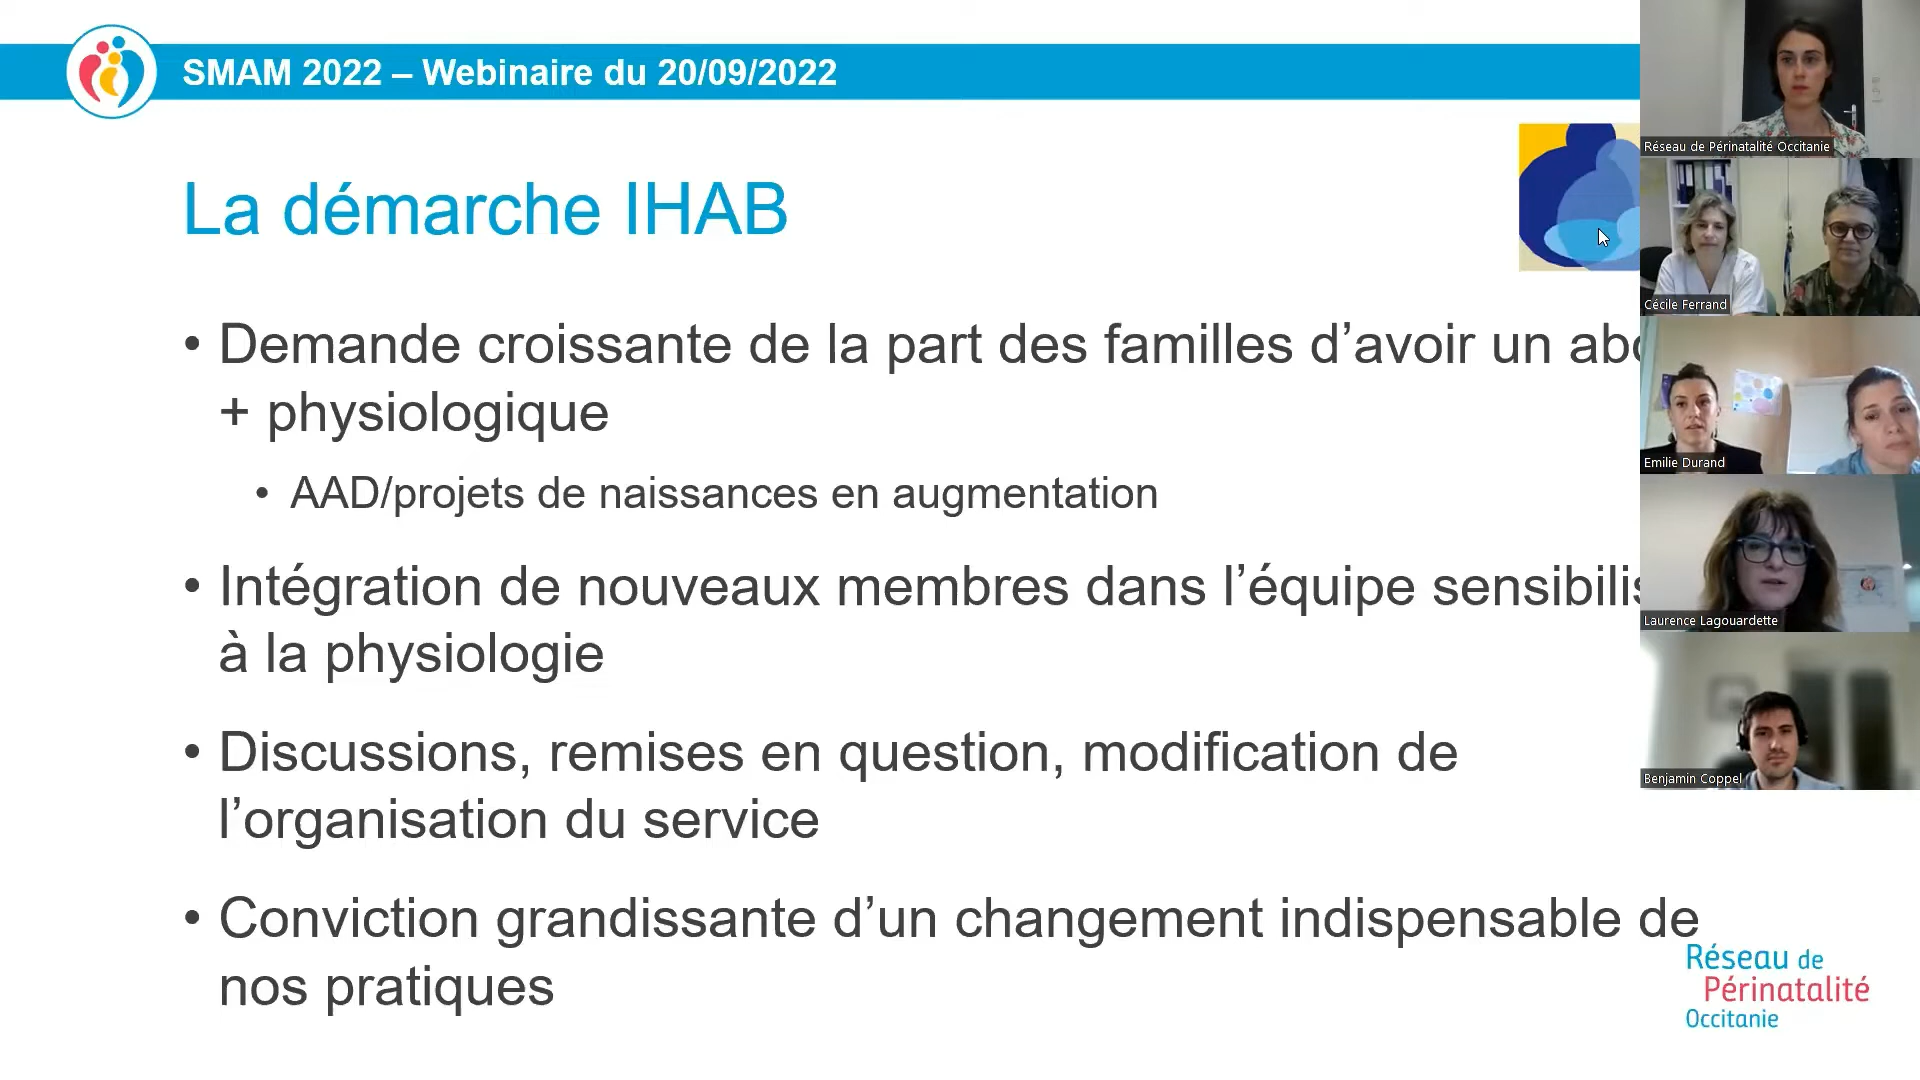 SMAM 2022 – Webinaire du 20/09/2022
La démarche IHAB
• Demande croissante de la part des familles d’avoir un
+ physiologique
• AAD/projets de naissances en augmentation
• Intégration de nouveaux membres dans l’équipe
à la physiologie
• Discussions, remises en question, modification de
l’organisation du service
• Conviction grandissante d’un changement indispensable de
nos pratiques
Réseau de Périnatalité Occitanie
Cécile Ferrand
Emilie Durand
Laurence Lagouardette
Benjamin Coppel
Réseau de
Périnatalité
Occitanie